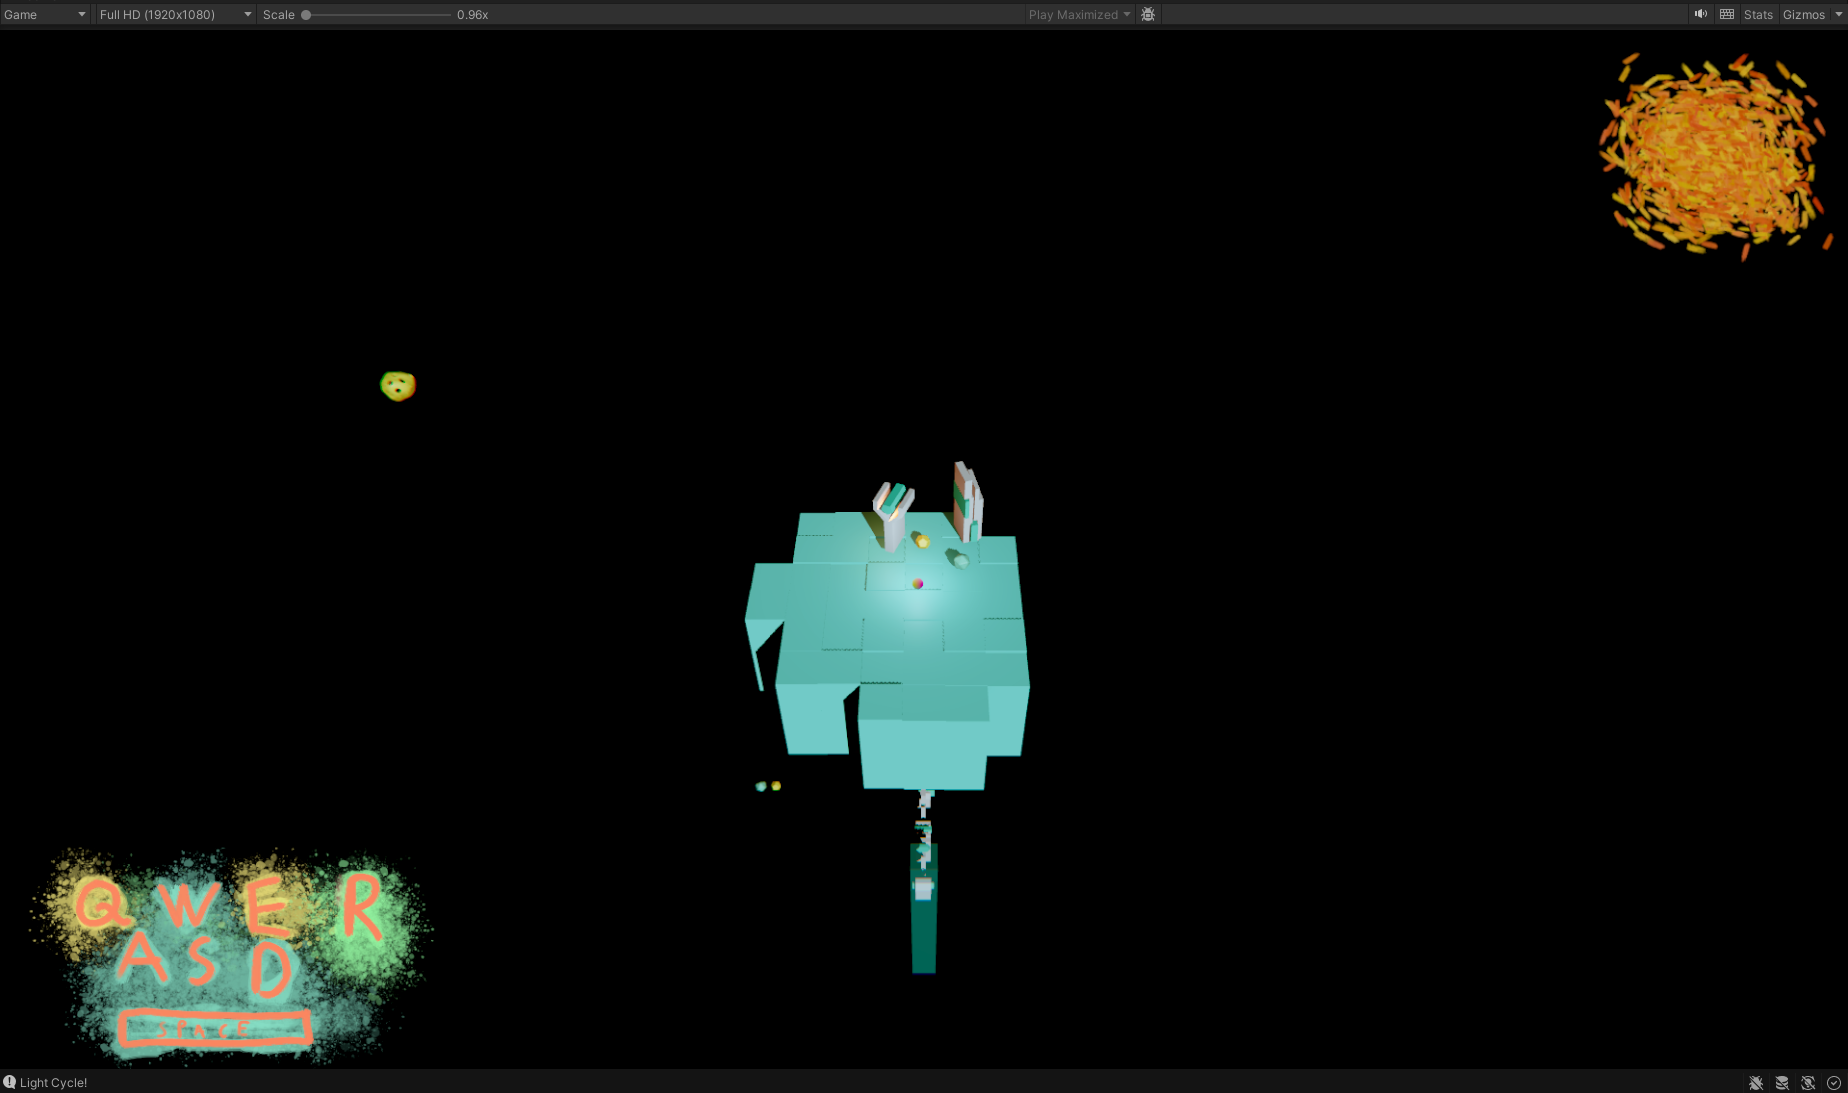 Game Full HD (1920x1080) Scale 0.96x Play Maximized Stats Gizmos
Q W E R
A S D
SPACE
Light Cycle!